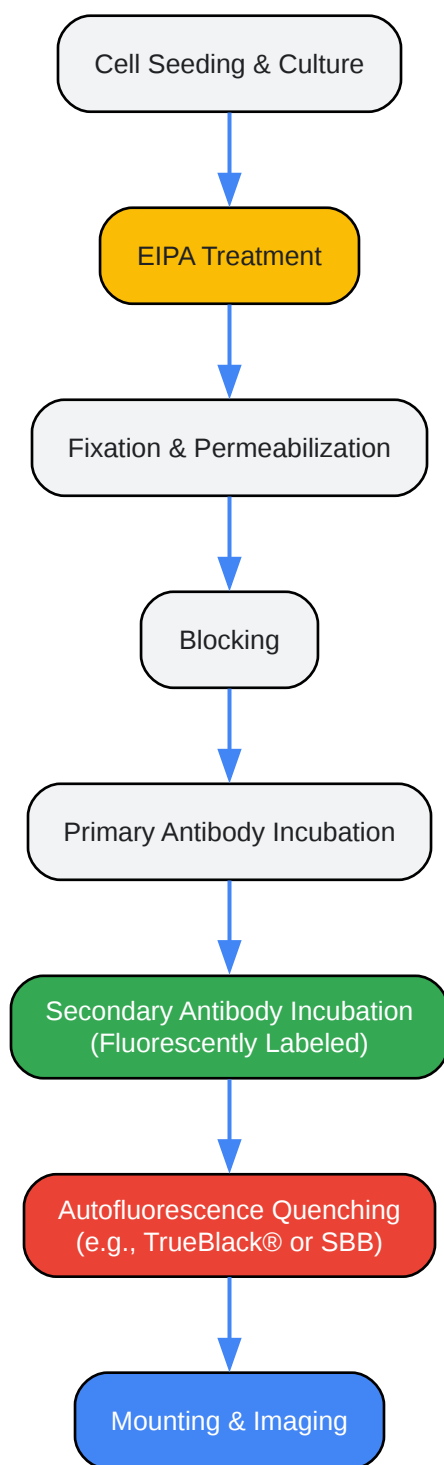 Cell Seeding & Culture
EIPA Treatment
Fixation & Permeabilization
Blocking
Primary Antibody Incubation
Secondary Antibody Incubation
(Fluorescently Labeled)
Autofluorescence Quenching
(e.g., TrueBlack® or SBB)
Mounting & Imaging